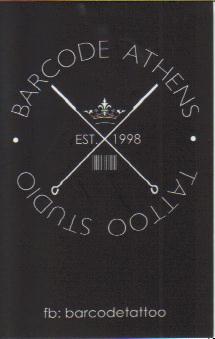 BARCODE ATHENS
EST. 1998
TATTOO STUDIO
fb: barcodetattoo